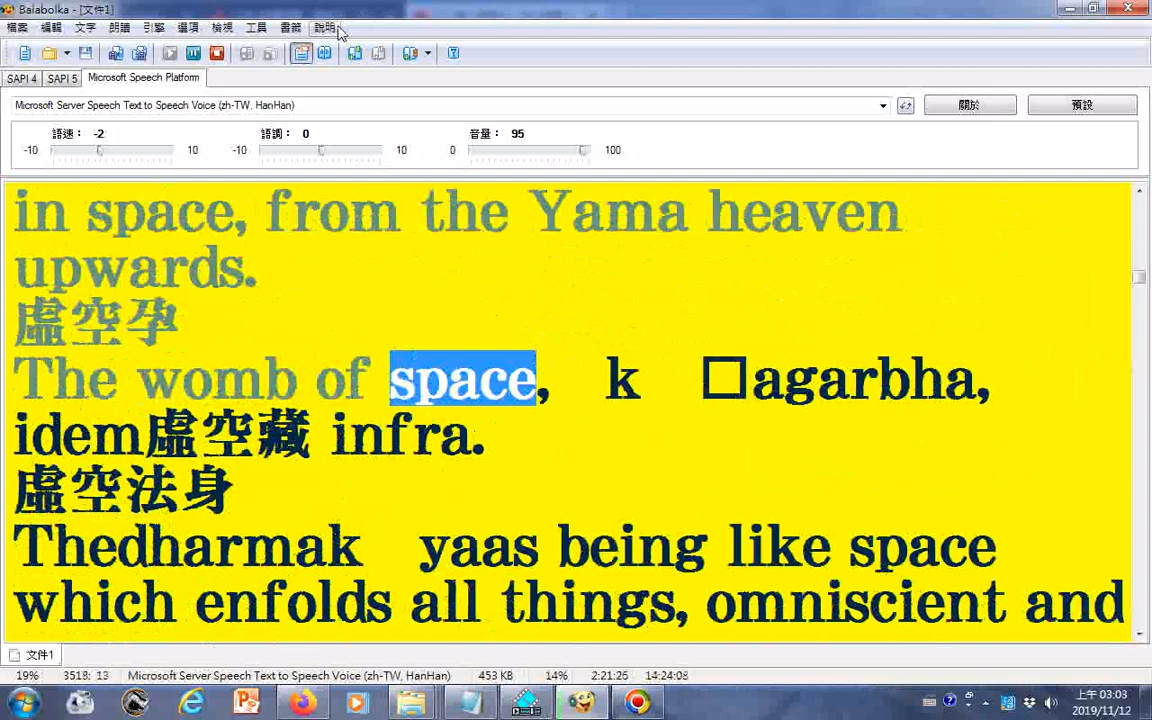 Balabolka - [文件1]
檔案 編輯 文字 朗讀 引擎 選項 檢視 工具 書籤 說明
SAPI 4 SAPI 5 Microsoft Speech Platform
Microsoft Server Speech Text to Speech Voice (zh-TW, HanHan) 關於 預設
語速： -2 語調： 0 音量： 95
-10 10 -10 10 0 100
in space, from the Yama heaven
upwards.
虛空孕
The womb of space, k □agarbha,
idem虛空藏 infra.
虛空法身
Thedharmak yaas being like space
which enfolds all things, omniscient and
文件1
19% 3518: 13 Microsoft Server Speech Text to Speech Voice (zh-TW, HanHan) 453 KB 14% 2:21:25 14:24:08
上午 03:03
2019/11/12